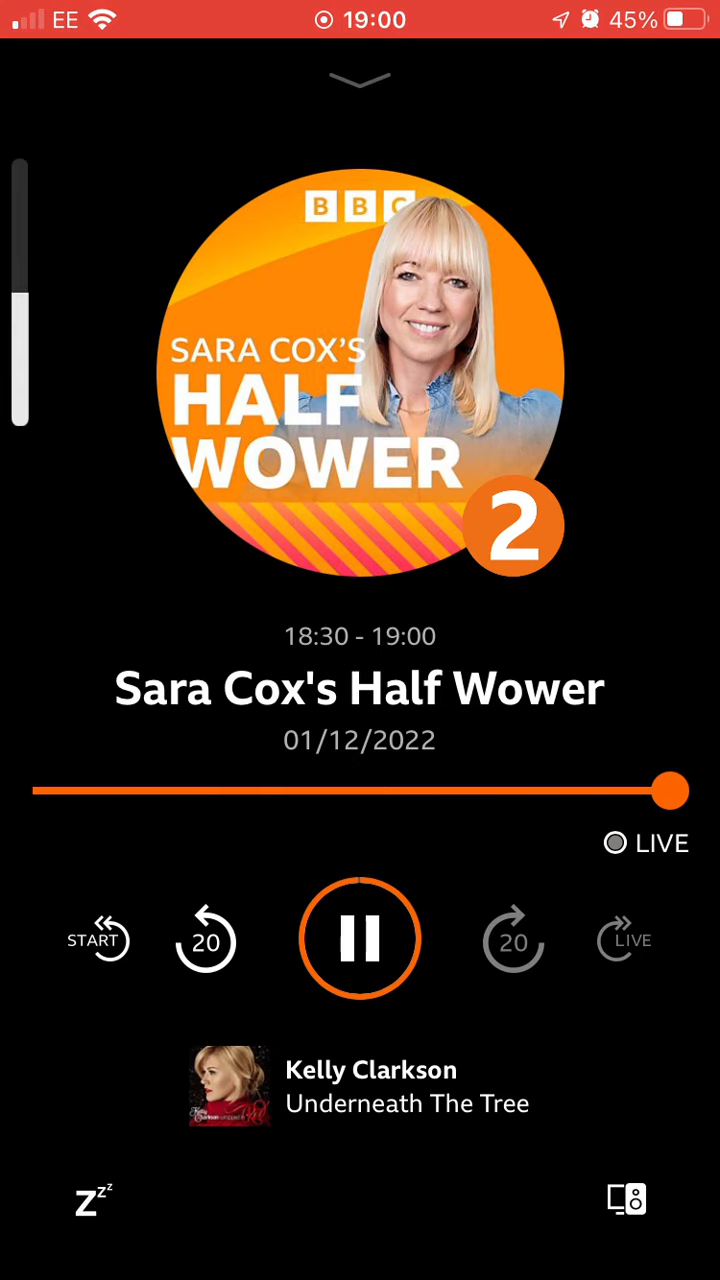 EE
19:00
45%
BBC
SARA COX'S
HALF
WOWER
2
18:30 - 19:00
Sara Cox's Half Wower
01/12/2022
LIVE
START
20
20
LIVE
Kelly Clarkson
Underneath The Tree
Zzz